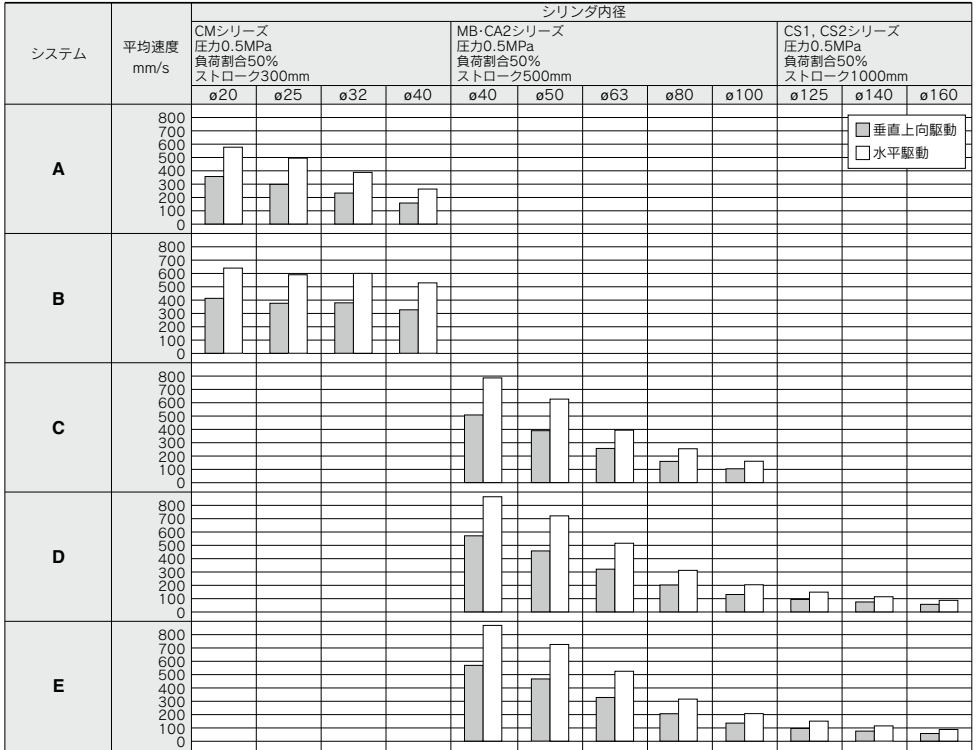 シリンダ内径
システム
平均速度
mm/s
CMシリーズ
圧力0.5MPa
負荷割合50%
ストローク300mm
MB･CA2シリーズ
圧力0.5MPa
負荷割合50%
ストローク500mm
CS1, CS2シリーズ
圧力0.5MPa
負荷割合50%
ストローク1000mm
ø20 ø25 ø32 ø40 ø40 ø50 ø63 ø80 ø100 ø125 ø140 ø160
垂直上向駆動
水平駆動
A
800
700
600
500
400
300
200
100
0
B
800
700
600
500
400
300
200
100
0
C
800
700
600
500
400
300
200
100
0
D
800
700
600
500
400
300
200
100
0
E
800
700
600
500
400
300
200
100
0